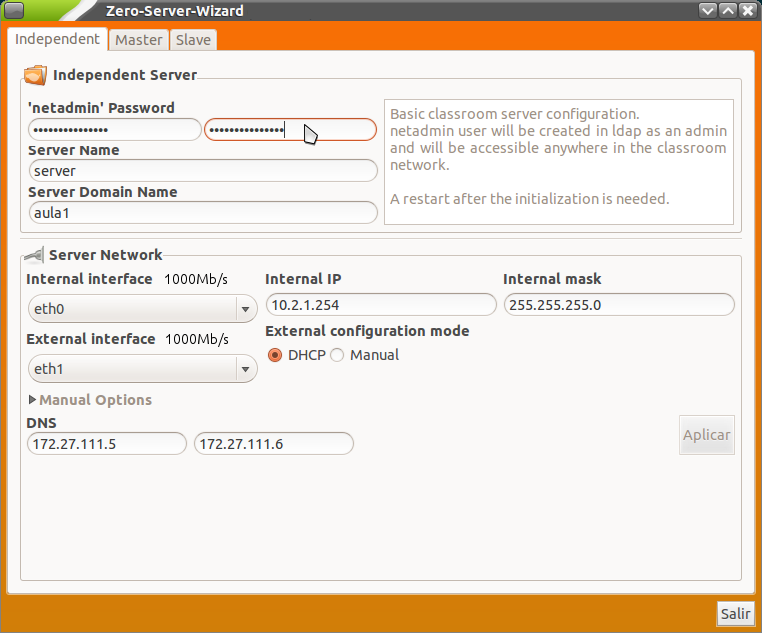 Zero-Server-Wizard
Independent Master Slave
Independent Server
'netadmin' Password
••••••••••••••• •••••••••••••••
Server Name
server
Server Domain Name
aula1
Basic classroom server configuration.
netadmin user will be created in ldap as an admin
and will be accessible anywhere in the classroom
network.
A restart after the initialization is needed.
Server Network
Internal interface 1000Mb/s Internal IP Internal mask
eth0 10.2.1.254 255.255.255.0
External interface 1000Mb/s External configuration mode
eth1 DHCP Manual
Manual Options
DNS
172.27.111.5 172.27.111.6
Aplicar
Salir